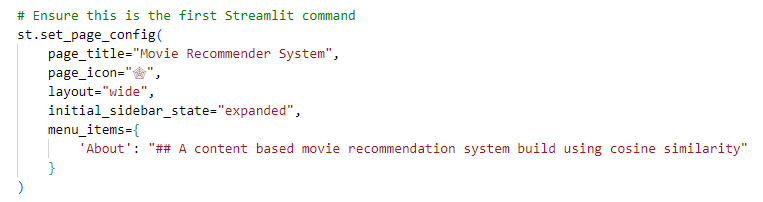 # Ensure this is the first Streamlit command
st.set_page_config(
    page_title="Movie Recommender System",
    page_icon="",
    layout="wide",
    initial_sidebar_state="expanded",
    menu_items={
        'About': "## A content based movie recommendation system build using cosine similarity"
    }
)